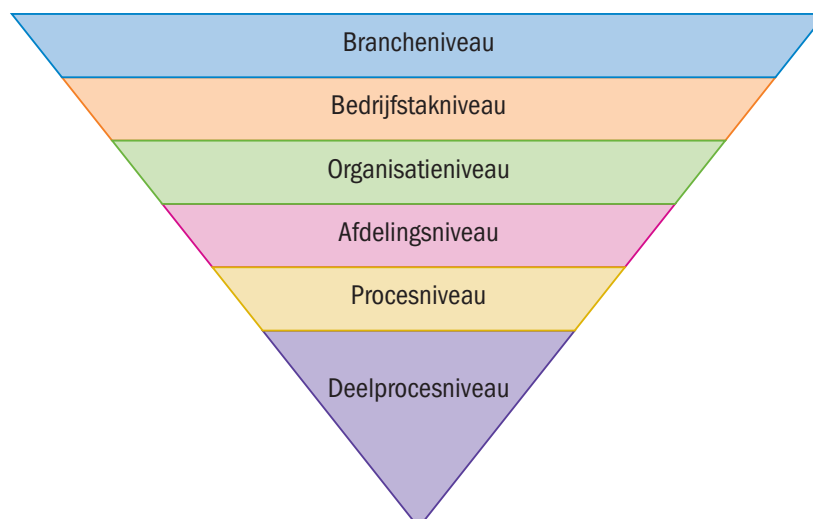 Brancheniveau
Bedrijfstakniveau
Organisatieniveau
Afdelingsniveau
Procesniveau
Deelprocesniveau